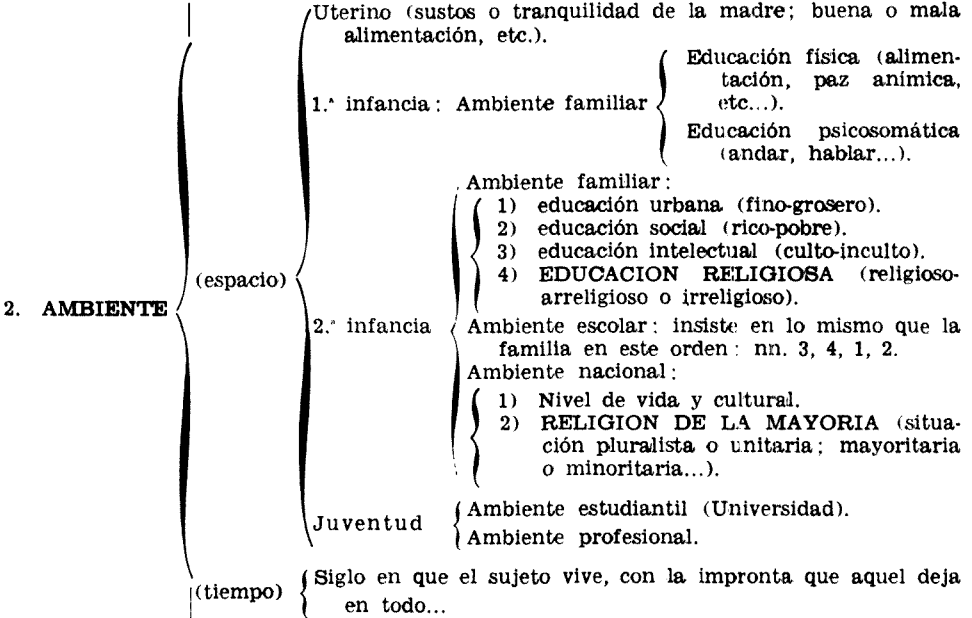 Uterino (sustos o tranquilidad de la madre; buena o mala
alimentación, etc.).
1.ª infancia: Ambiente familiar
Educación física (alimen-
tación, paz anímica,
etc...).
Educación psicosomática
(andar, hablar...).
2. AMBIENTE
(espacio)
2.ª infancia
Ambiente familiar:
1) educación urbana (fino-grosero).
2) educación social (rico-pobre).
3) educación intelectual (culto-inculto).
4) EDUCACION RELIGIOSA (religioso-
arreligioso o irreligioso).
Ambiente escolar: insiste en lo mismo que la
familia en este orden: nn. 3, 4, 1, 2.
Ambiente nacional:
1) Nivel de vida y cultural.
2) RELIGION DE LA MAYORIA (situa-
ción pluralista o unitaria; mayoritaria
o minoritaria...).
Juventud
Ambiente estudiantil (Universidad).
Ambiente profesional.
(tiempo)
Siglo en que el sujeto vive, con la impronta que aquel deja
en todo...